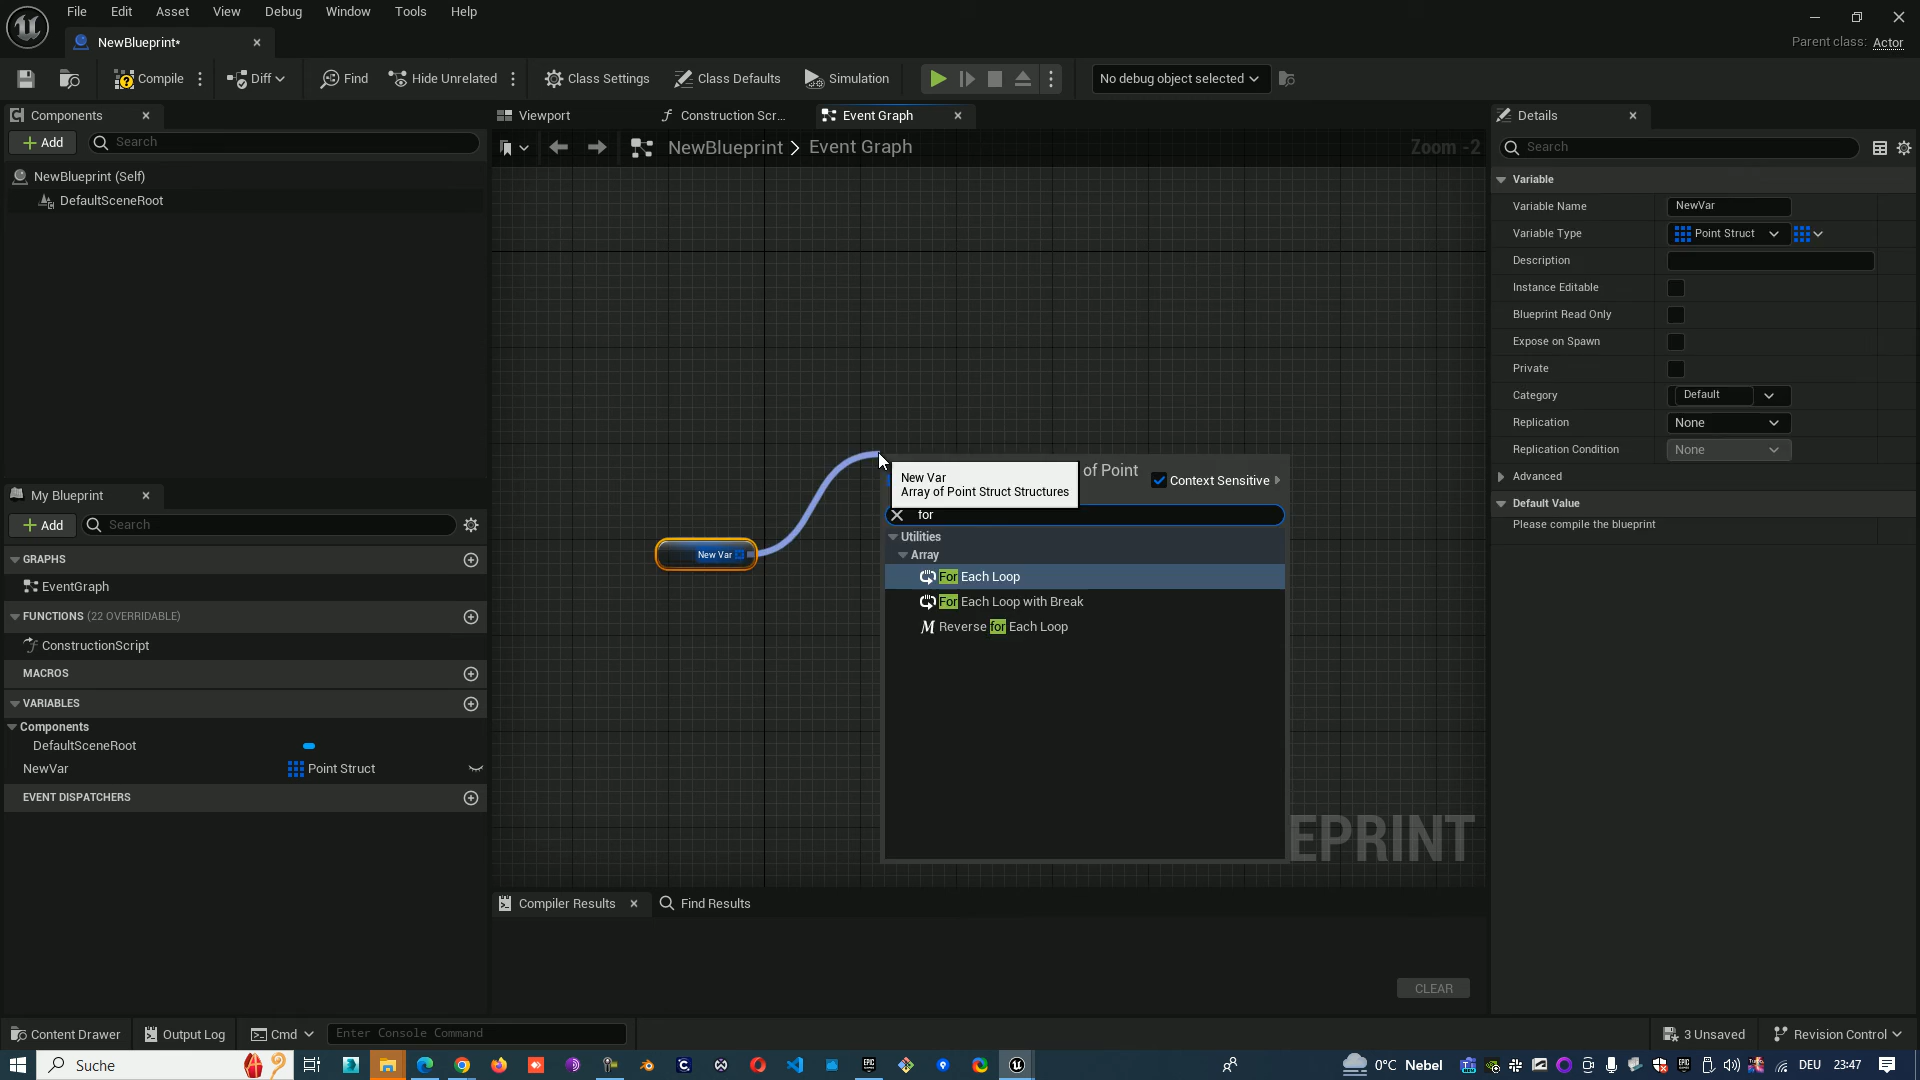 File Edit Asset View Debug Window Tools Help
NewBlueprint*
Parent class: Actor
Compile Diff Find Hide Unrelated Class Settings Class Defaults Simulation No debug object selected
Components
Add Search
NewBlueprint (Self)
DefaultSceneRoot
My Blueprint
Add Search
GRAPHS
EventGraph
FUNCTIONS (22 OVERRIDABLE)
ConstructionScript
MACROS
VARIABLES
Components
DefaultSceneRoot
NewVar Point Struct
EVENT DISPATCHERS
Viewport Construction Scr... Event Graph
NewBlueprint > Event Graph Zoom -2
New Var
of Point
Context Sensitive
New Var
Array of Point Struct Structures
for
Utilities
Array
For Each Loop
For Each Loop with Break
Reverse for Each Loop
EPRINT
Compiler Results Find Results
CLEAR
Details
Search
Variable
Variable Name NewVar
Variable Type Point Struct
Description
Instance Editable
Blueprint Read Only
Expose on Spawn
Private
Category Default
Replication None
Replication Condition None
Advanced
Default Value
Please compile the blueprint
Content Drawer Output Log Cmd Enter Console Command 3 Unsaved Revision Control
Suche 0°C Nebel DEU 23:47